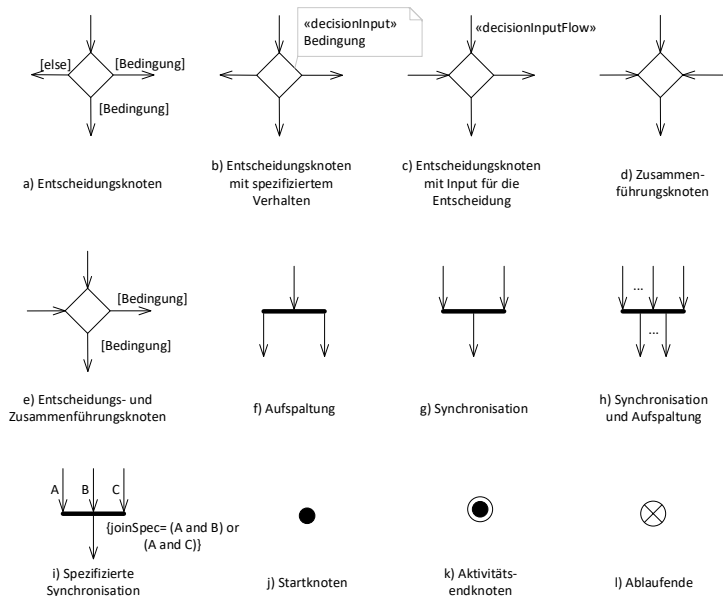 «decisionInput»
Bedingung
«decisionInputFlow»
[else]
[Bedingung]
[Bedingung]
a) Entscheidungsknoten
b) Entscheidungsknoten
mit spezifiziertem
Verhalten
c) Entscheidungsknoten
mit Input für die
Entscheidung
d) Zusammen-
führungsknoten
[Bedingung]
[Bedingung]
...
...
e) Entscheidungs- und
Zusammenführungsknoten
f) Aufspaltung
g) Synchronisation
h) Synchronisation
und Aufspaltung
A
B
C
{joinSpec= (A and B) or
(A and C)}
i) Spezifizierte
Synchronisation
j) Startknoten
k) Aktivitäts-
endknoten
l) Ablaufende